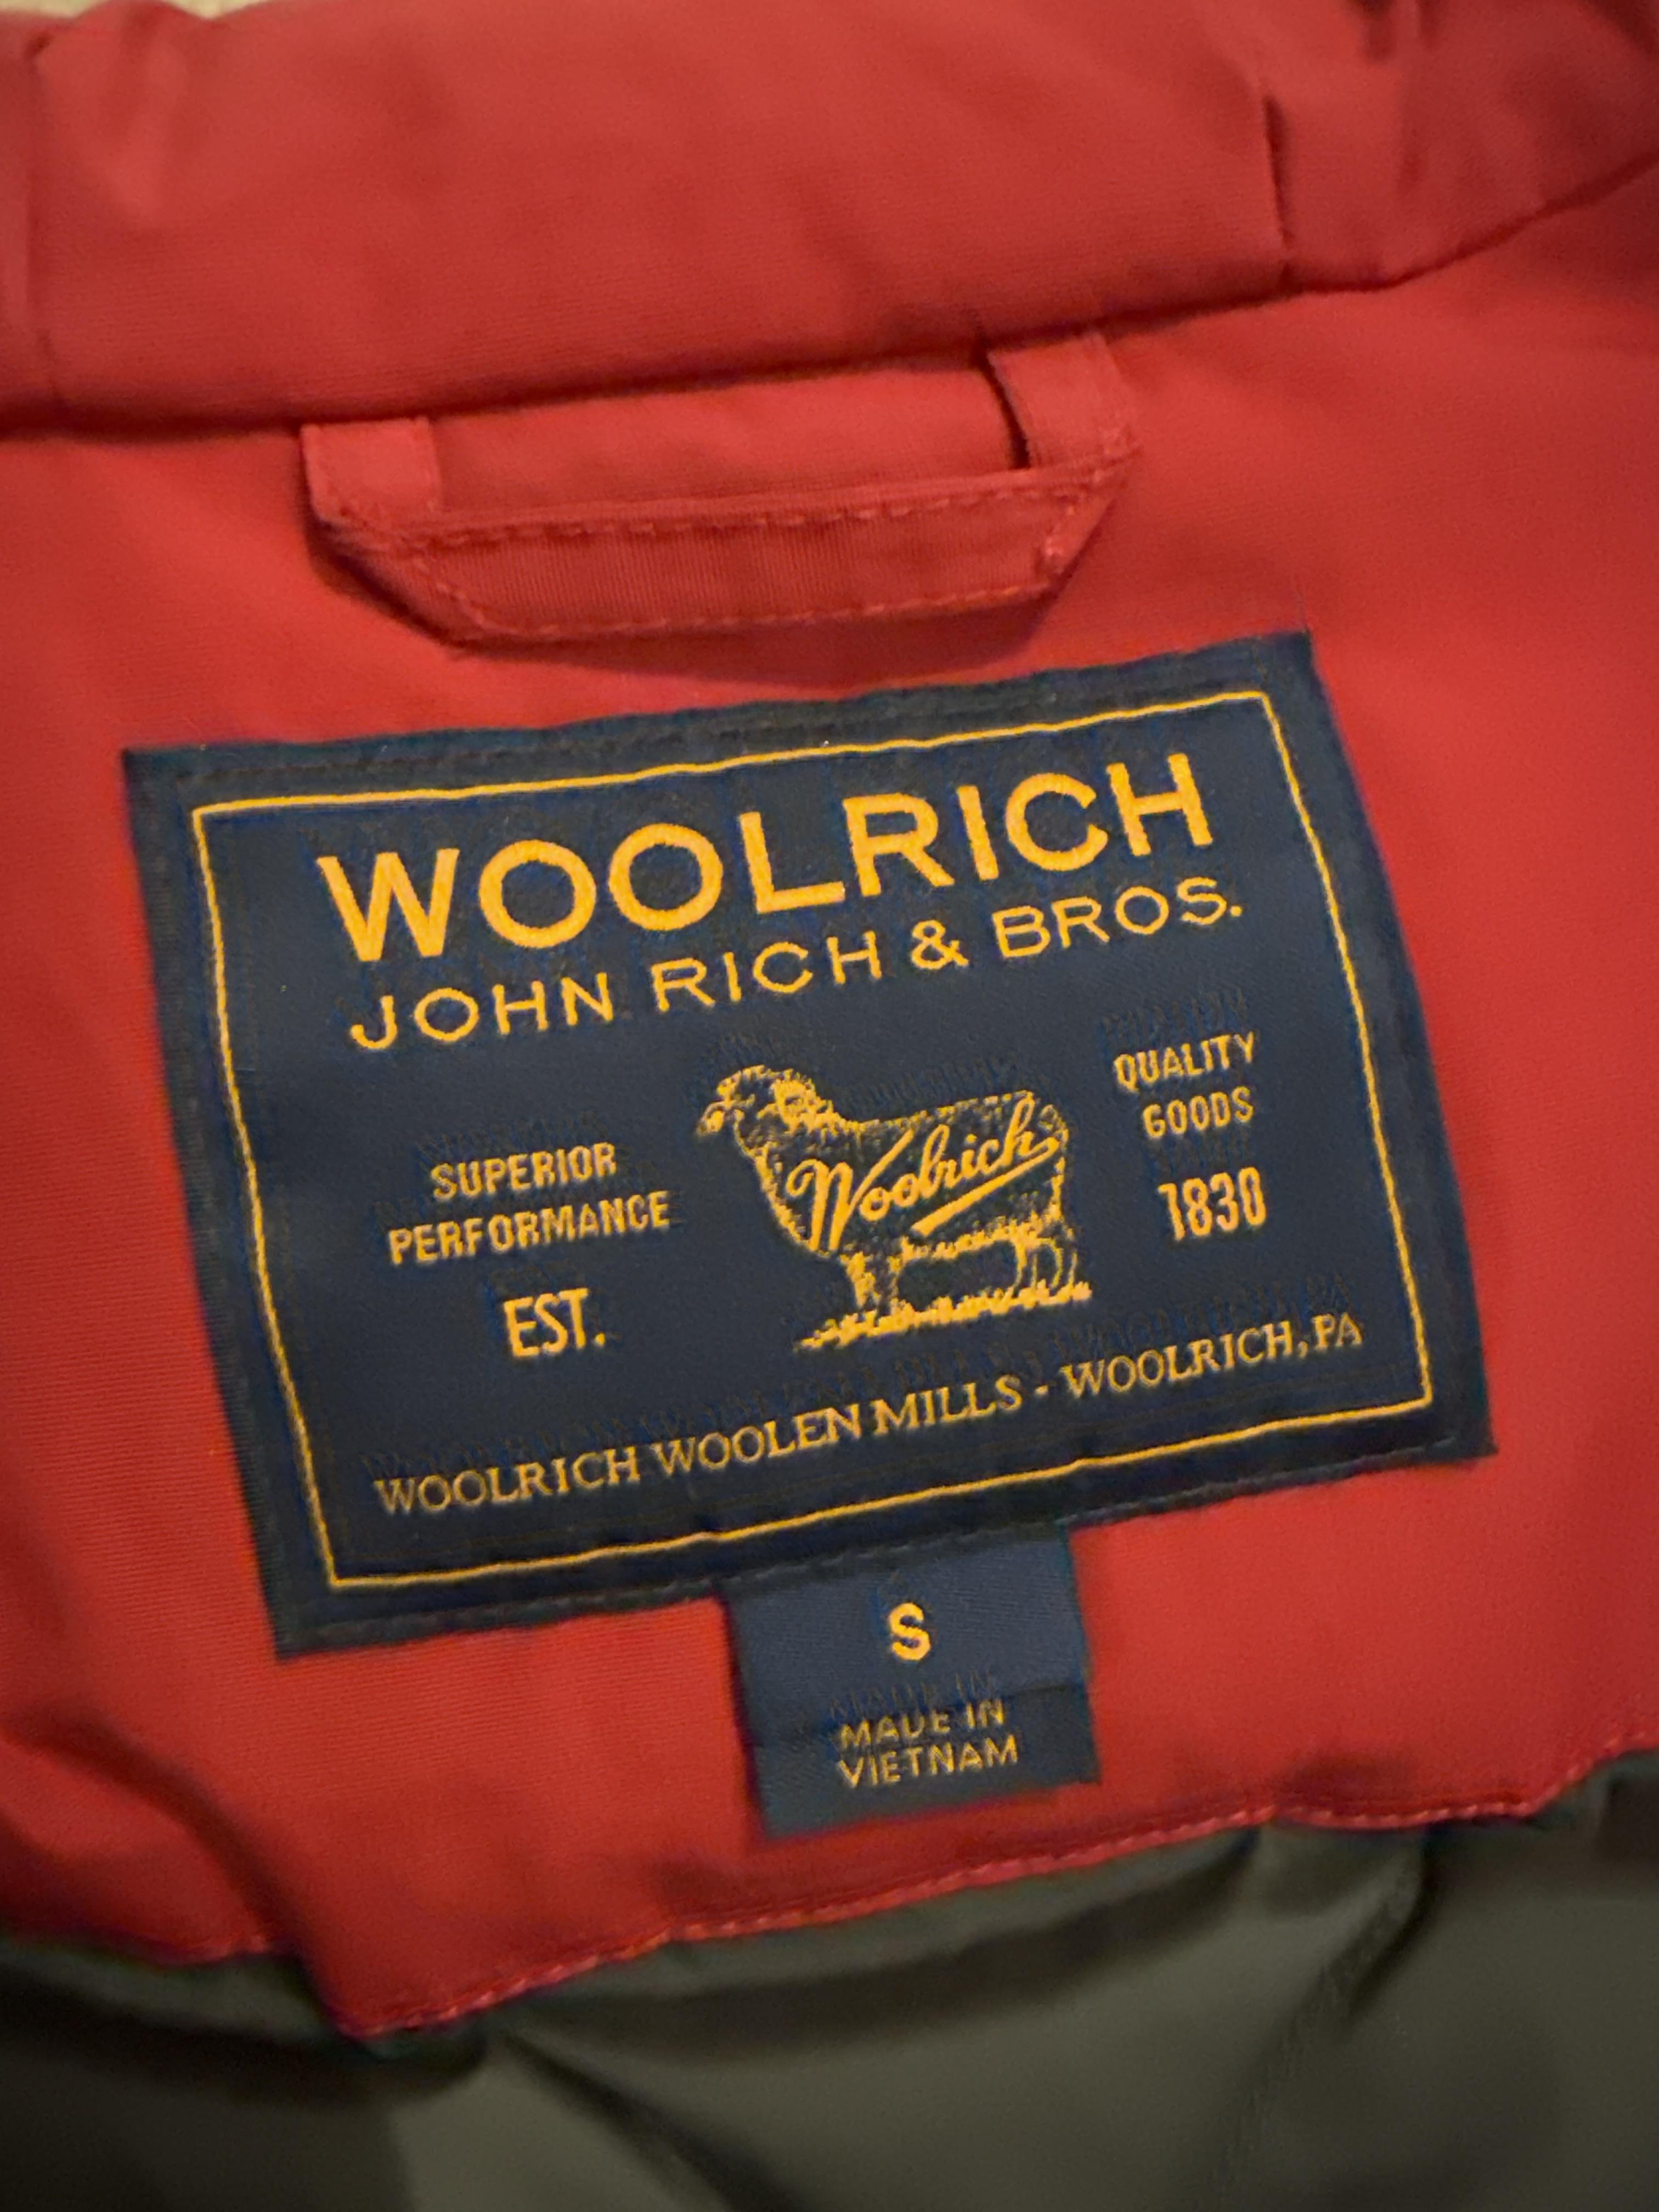 WOOLRICH
JOHN RICH & BROS.
SUPERIOR
PERFORMANCE
EST.
Woolrich
QUALITY
GOODS
1830
WOOLRICH WOOLEN MILLS - WOOLRICH, PA
S
MADE IN
VIETNAM